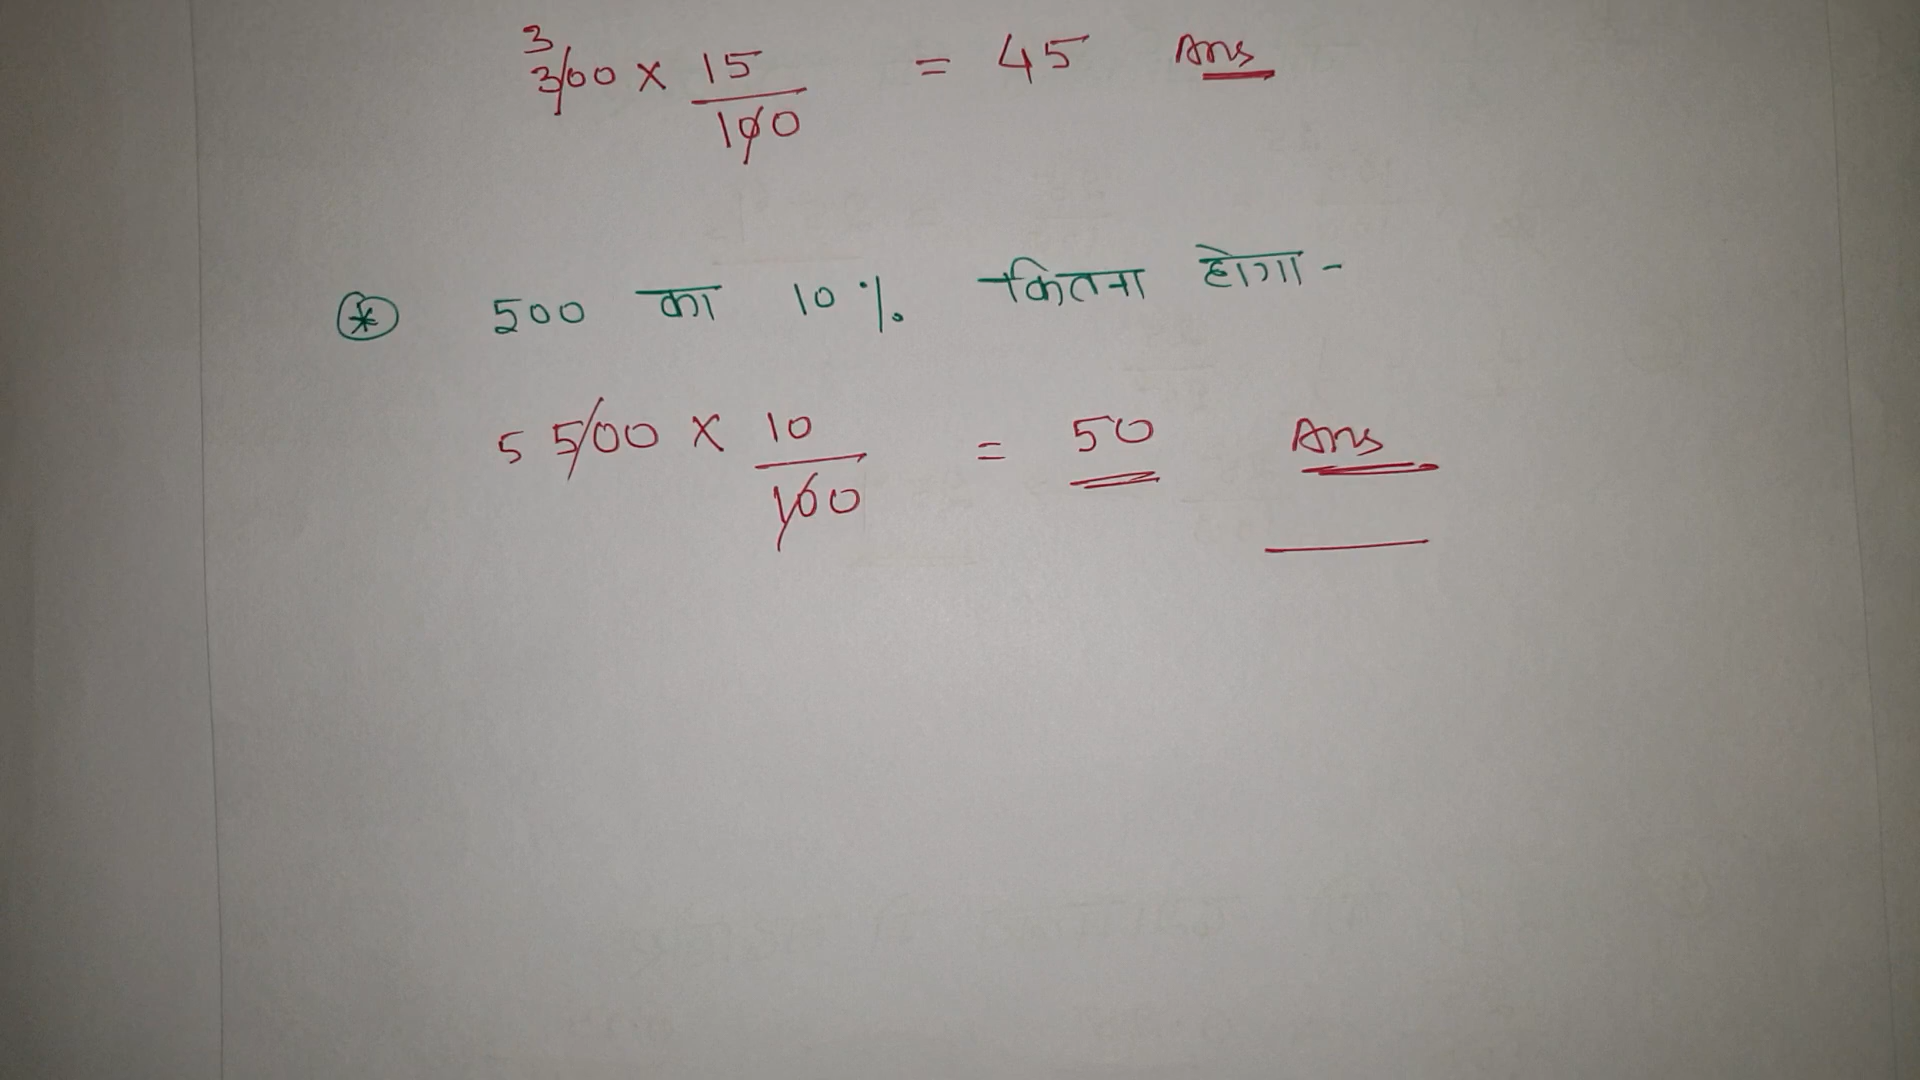 3
300 × 15/100 = 45 Ans
* 500 का 10% कितना होगा -
5 500 × 10/100 = 50 Ans